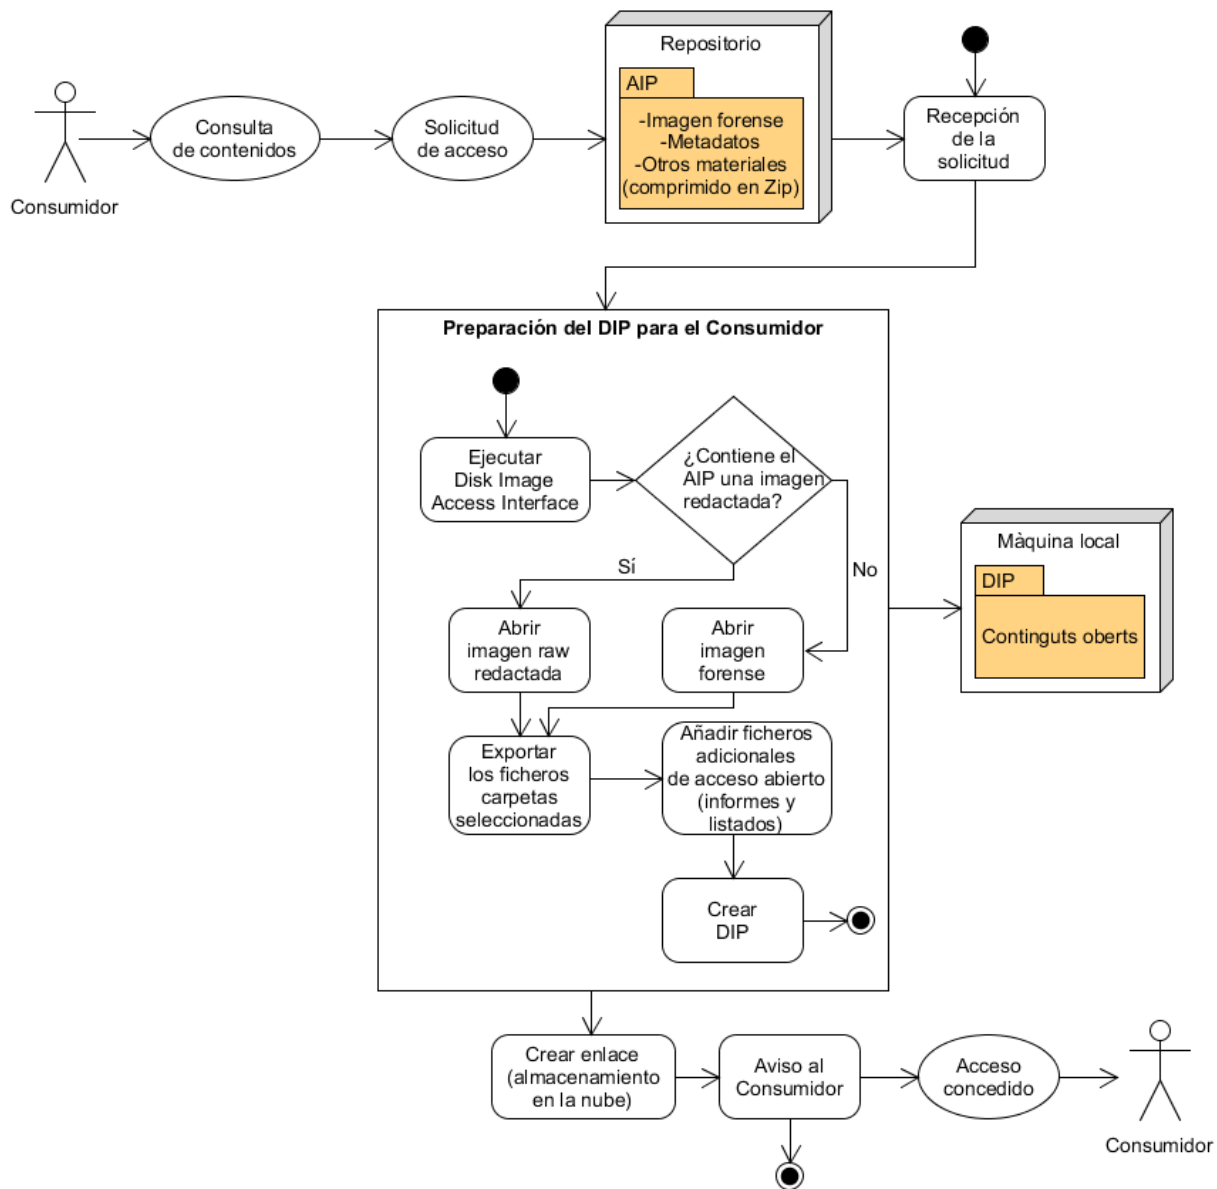 Consumidor
Consulta
de contenidos
Solicitud
de acceso
Repositorio
AIP
-Imagen forense
-Metadatos
-Otros materiales
(comprimido en Zip)
Recepción
de la
solicitud
Preparación del DIP para el Consumidor
Ejecutar
Disk Image
Access Interface
¿Contiene el
AIP una imagen
redactada?
Sí
No
Abrir
imagen raw
redactada
Abrir
imagen
forense
Exportar
los ficheros
carpetas
seleccionadas
Añadir ficheros
adicionales
de acceso abierto
(informes y
listados)
Crear
DIP
Màquina local
DIP
Continguts oberts
Crear enlace
(almacenamiento
en la nube)
Aviso al
Consumidor
Acceso
concedido
Consumidor